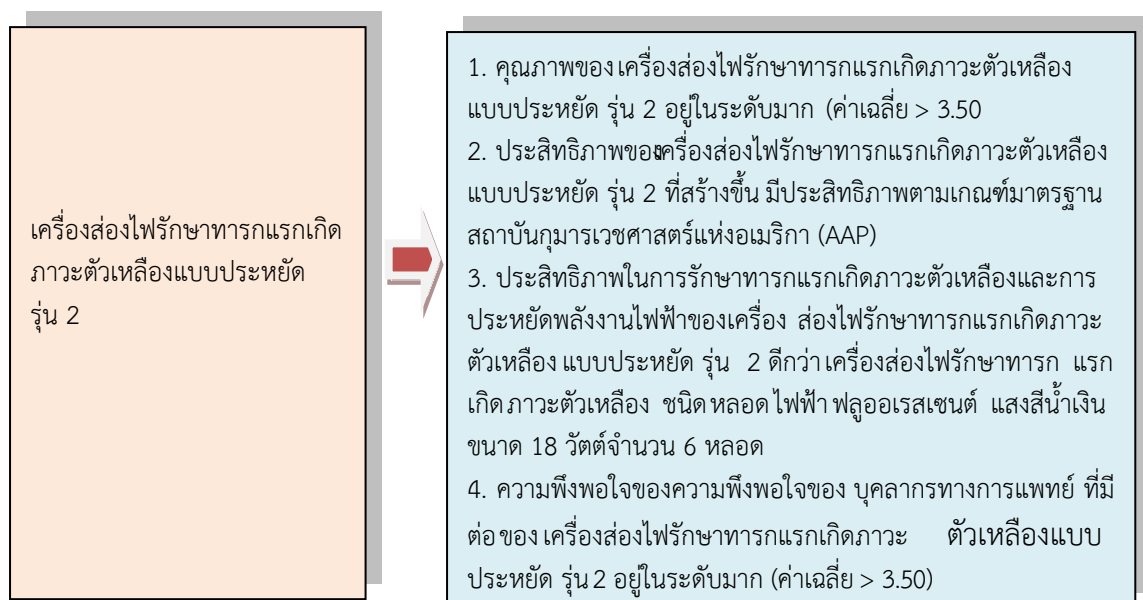 เครื่องส่องไฟรักษาทารกแรกเกิด
ภาวะตัวเหลืองแบบประหยัด
รุ่น 2
1. คุณภาพของเครื่องส่องไฟรักษาทารกแรกเกิดภาวะตัวเหลือง
แบบประหยัด รุ่น 2 อยู่ในระดับมาก (ค่าเฉลี่ย > 3.50
2. ประสิทธิภาพของเครื่องส่องไฟรักษาทารกแรกเกิดภาวะตัวเหลือง
แบบประหยัด รุ่น 2 ที่สร้างขึ้น มีประสิทธิภาพตามเกณฑ์มาตรฐาน
สถาบันกุมารเวชศาสตร์แห่งอเมริกา (AAP)
3. ประสิทธิภาพในการรักษาทารกแรกเกิดภาวะตัวเหลืองและการ
ประหยัดพลังงานไฟฟ้าของเครื่อง ส่องไฟรักษาทารกแรกเกิดภาวะ
ตัวเหลือง แบบประหยัด รุ่น 2 ดีกว่า เครื่องส่องไฟรักษาทารก แรก
เกิดภาวะตัวเหลือง ชนิดหลอดไฟฟ้า ฟลูออเรสเซนต์ แสงสีน้ำเงิน
ขนาด 18 วัตต์จำนวน 6 หลอด
4. ความพึงพอใจของความพึงพอใจของ บุคลากรทางการแพทย์ ที่มี
ต่อของ เครื่องส่องไฟรักษาทารกแรกเกิดภาวะ ตัวเหลืองแบบ
ประหยัด รุ่น 2 อยู่ในระดับมาก (ค่าเฉลี่ย > 3.50)